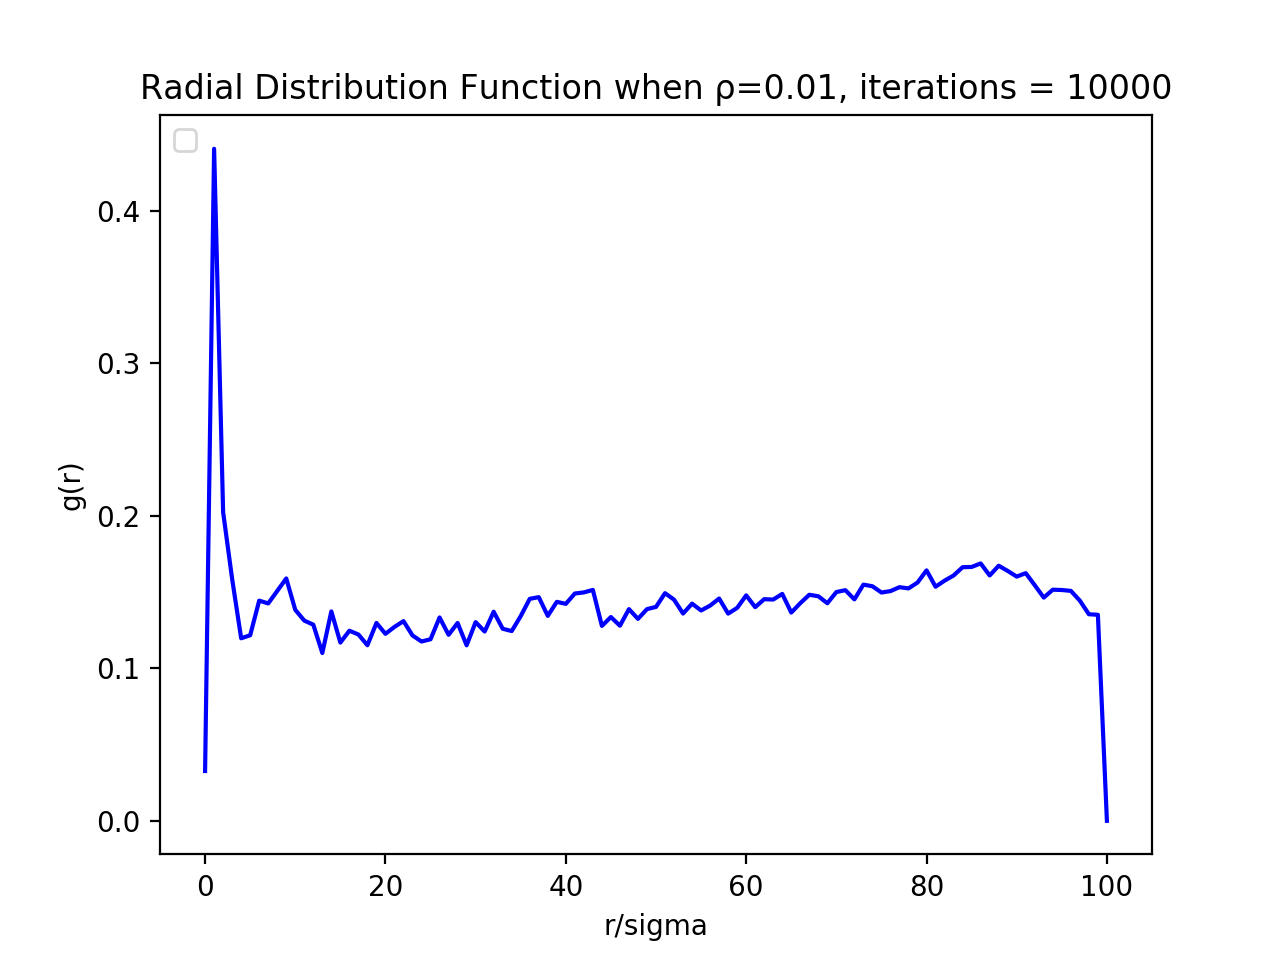 Radial Distribution Function when ρ=0.01, iterations = 10000
0.4
0.3
0.2
0.1
0.0
g(r)
0 20 40 60 80 100
r/sigma